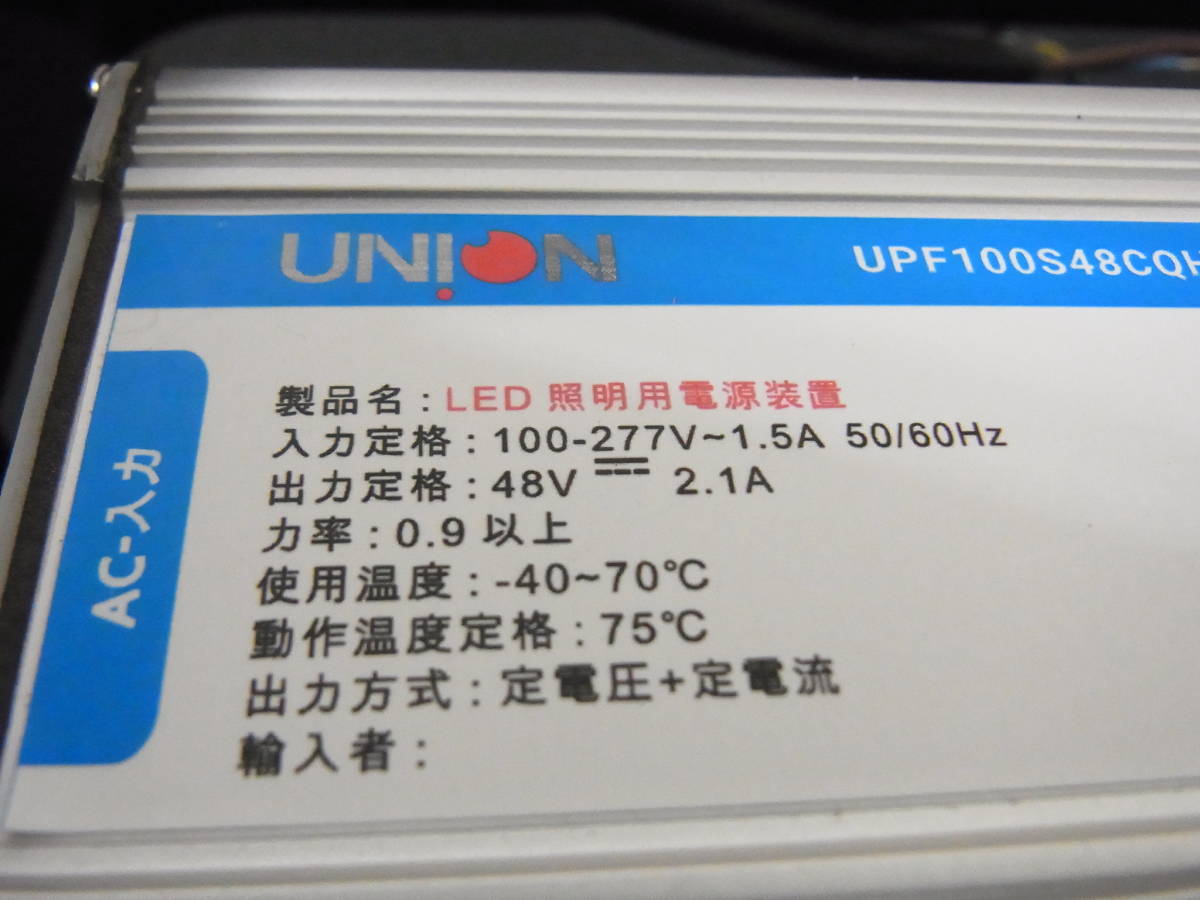 UNION
UPF100S48CQH
AC-入力
製品名:LED 照明用電源装置
入力定格:100-277V~1.5A 50/60Hz
出力定格:48V ⎓ 2.1A
力率:0.9 以上
使用温度:-40~70℃
動作温度定格:75℃
出力方式:定電圧+定電流
輸入者: